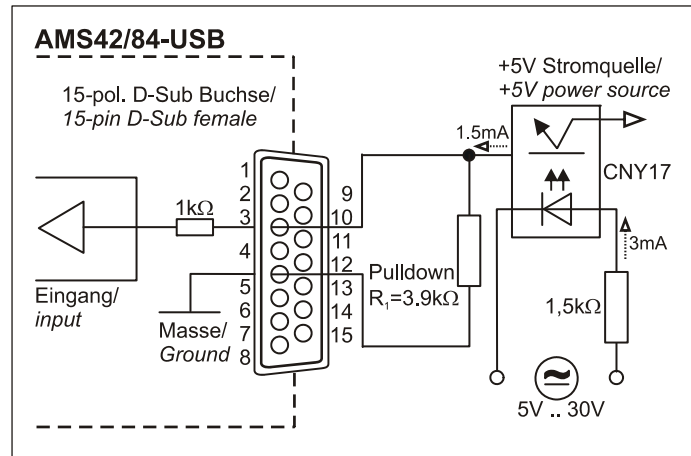 AMS42/84-USB
15-pol. D-Sub Buchse/
15-pin D-Sub female
+5V Stromquelle/
+5V power source
1.5mA
CNY17
1
2
3
4
5
6
7
8
9
10
11
12
13
14
15
1kΩ
Eingang/
input
Masse/
Ground
Pulldown
R₁=3.9kΩ
3mA
1,5kΩ
5V .. 30V